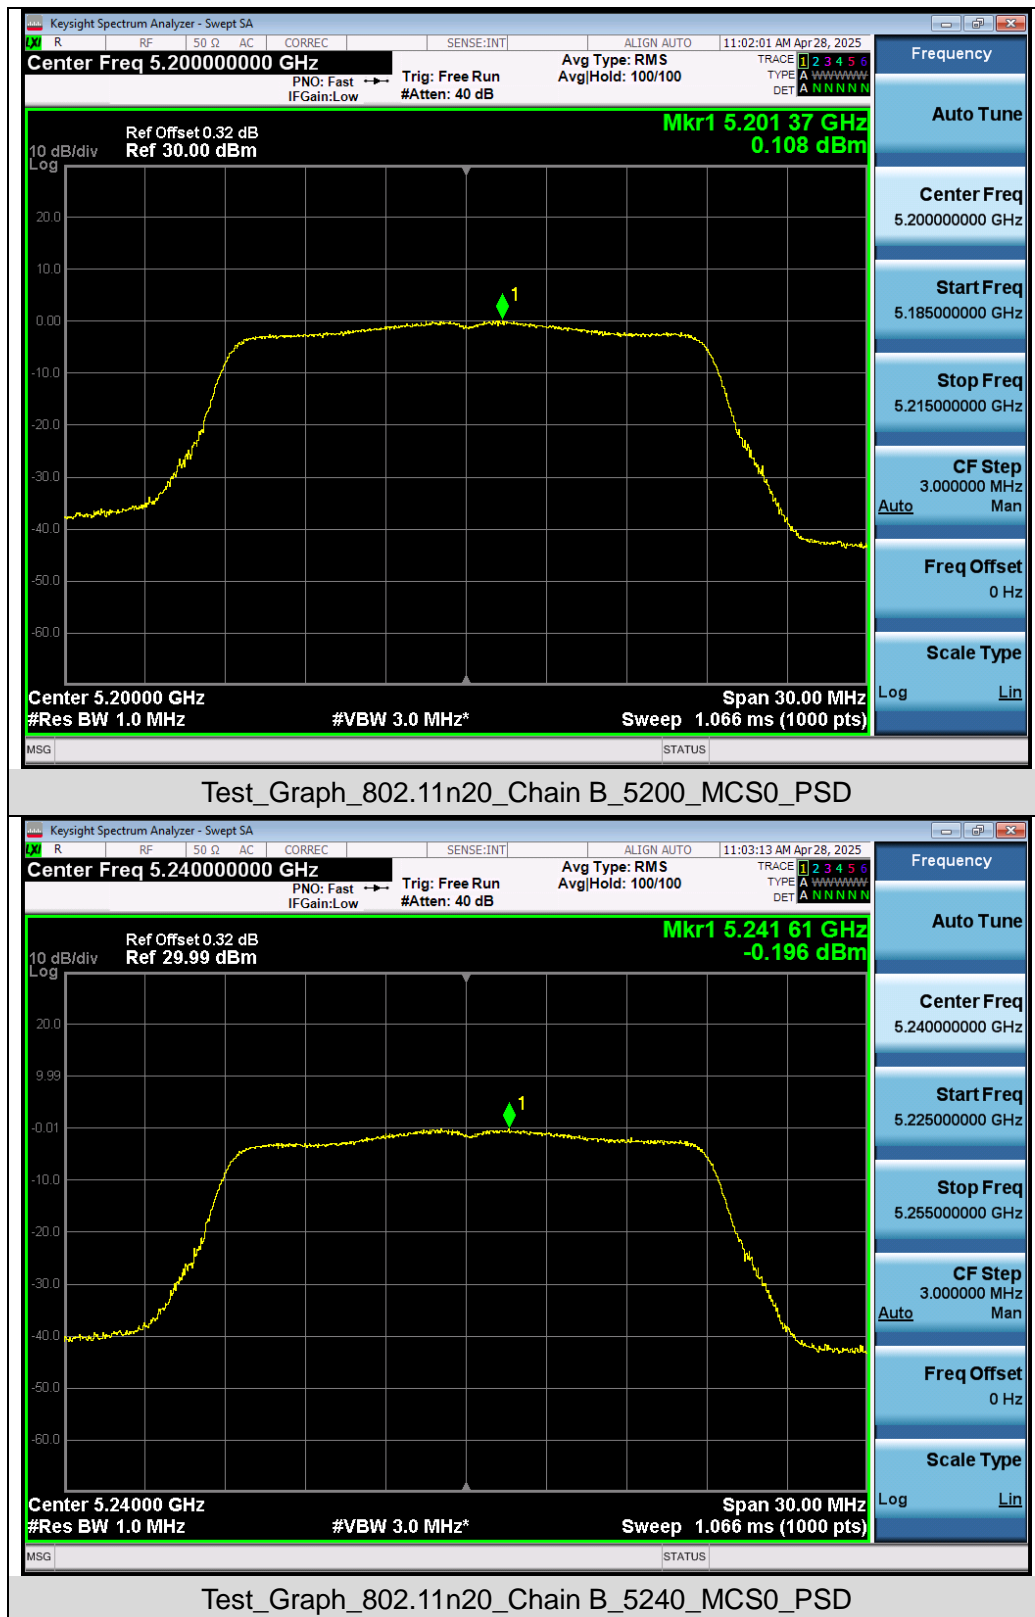 Keysight Spectrum Analyzer - Swept SA
LXI R RF 50 Ω AC CORREC SENSE:INT ALIGN AUTO 11:02:01 AM Apr 28, 2025
Center Freq 5.200000000 GHz
PNO: Fast
IFGain:Low
Trig: Free Run
#Atten: 40 dB
Avg Type: RMS
Avg|Hold: 100/100
TRACE 1 2 3 4 5 6
TYPE A WWWWW
DET A N N N N N
Ref Offset 0.32 dB
Ref 30.00 dBm
10 dB/div
Log
Mkr1 5.201 37 GHz
0.108 dBm
1
20.0
10.0
0.00
-10.0
-20.0
-30.0
-40.0
-50.0
-60.0
Center 5.20000 GHz
Span 30.00 MHz
#Res BW 1.0 MHz
#VBW 3.0 MHz*
Sweep 1.066 ms (1000 pts)
MSG
STATUS
Frequency
Auto Tune
Center Freq
5.200000000 GHz
Start Freq
5.185000000 GHz
Stop Freq
5.215000000 GHz
CF Step
3.000000 MHz
Auto Man
Freq Offset
0 Hz
Scale Type
Log Lin
Test_Graph_802.11n20_Chain B_5200_MCS0_PSD
Keysight Spectrum Analyzer - Swept SA
LXI R RF 50 Ω AC CORREC SENSE:INT ALIGN AUTO 11:03:13 AM Apr 28, 2025
Center Freq 5.240000000 GHz
PNO: Fast
IFGain:Low
Trig: Free Run
#Atten: 40 dB
Avg Type: RMS
Avg|Hold: 100/100
TRACE 1 2 3 4 5 6
TYPE A WWWWW
DET A N N N N N
Ref Offset 0.32 dB
Ref 29.99 dBm
10 dB/div
Log
Mkr1 5.241 61 GHz
-0.196 dBm
1
20.0
9.99
-0.01
-10.0
-20.0
-30.0
-40.0
-50.0
-60.0
Center 5.24000 GHz
Span 30.00 MHz
#Res BW 1.0 MHz
#VBW 3.0 MHz*
Sweep 1.066 ms (1000 pts)
MSG
STATUS
Frequency
Auto Tune
Center Freq
5.240000000 GHz
Start Freq
5.225000000 GHz
Stop Freq
5.255000000 GHz
CF Step
3.000000 MHz
Auto Man
Freq Offset
0 Hz
Scale Type
Log Lin
Test_Graph_802.11n20_Chain B_5240_MCS0_PSD